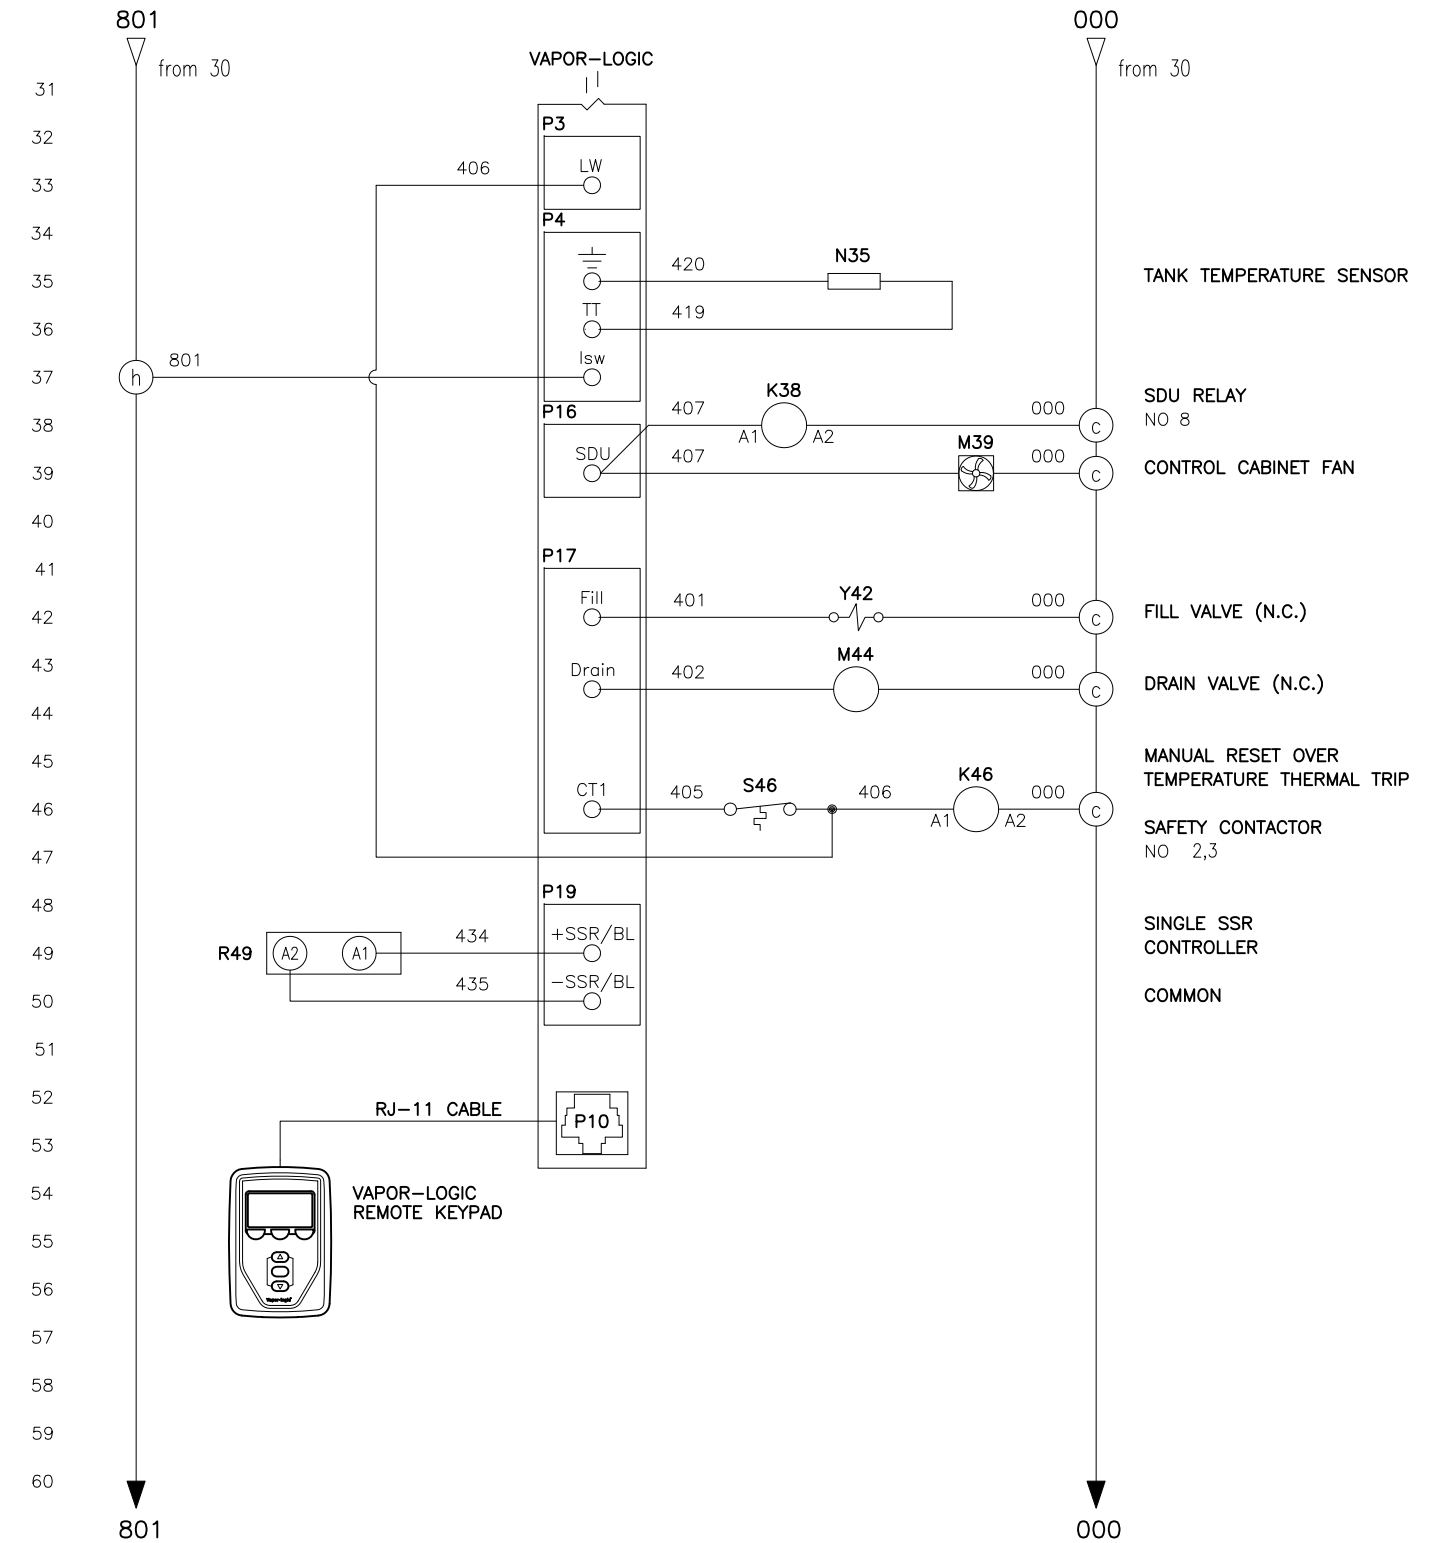 801
000
from 30
from 30
VAPOR-LOGIC
31
32
P3
LW
406
33
34
P4
420
N35
35
TANK TEMPERATURE SENSOR
TT
419
36
801
Isw
h
37
K38
SDU RELAY
P16
407
000
NO 8
38
A1
A2
c
M39
SDU
407
000
39
CONTROL CABINET FAN
c
40
P17
41
Fill
401
Y42
000
42
FILL VALVE (N.C.)
c
43
M44
Drain
402
000
DRAIN VALVE (N.C.)
c
44
45
MANUAL RESET OVER
TEMPERATURE THERMAL TRIP
CT1
405
S46
406
K46
000
46
A1
A2
c
SAFETY CONTACTOR
NO 2,3
47
P19
48
SINGLE SSR
434
+SSR/BL
R49
A2
A1
49
CONTROLLER
435
-SSR/BL
50
COMMON
51
52
RJ-11 CABLE
P10
53
54
VAPOR-LOGIC
REMOTE KEYPAD
55
56
Vapor-logic
57
58
59
60
801
000